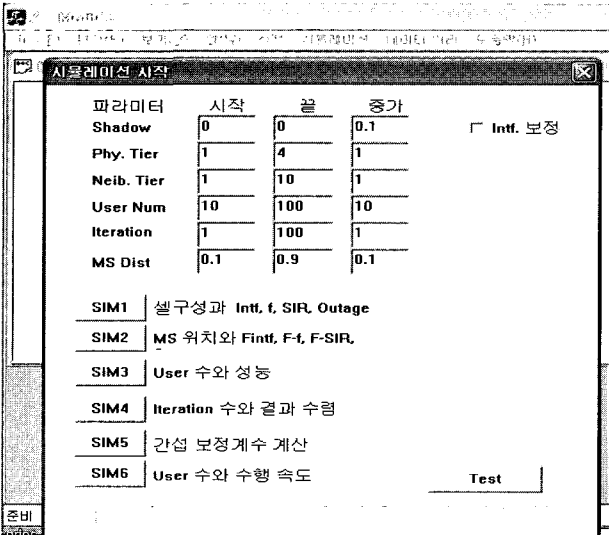 시뮬레이션 시작
파라미터 시작 끝 증가
Shadow 0 0 0.1 Intf. 보정
Phy. Tier 1 4 1
Neib. Tier 1 10 1
User Num 10 100 10
Iteration 1 100 1
MS Dist 0.1 0.9 0.1
SIM1 셀구성과 Intf, f, SIR, Outage
SIM2 MS 위치와 Fintf, F-f, F-SIR,
SIM3 User 수와 성능
SIM4 Iteration 수와 결과 수렴
SIM5 간섭 보정계수 계산
SIM6 User 수와 수행 속도
Test
준비